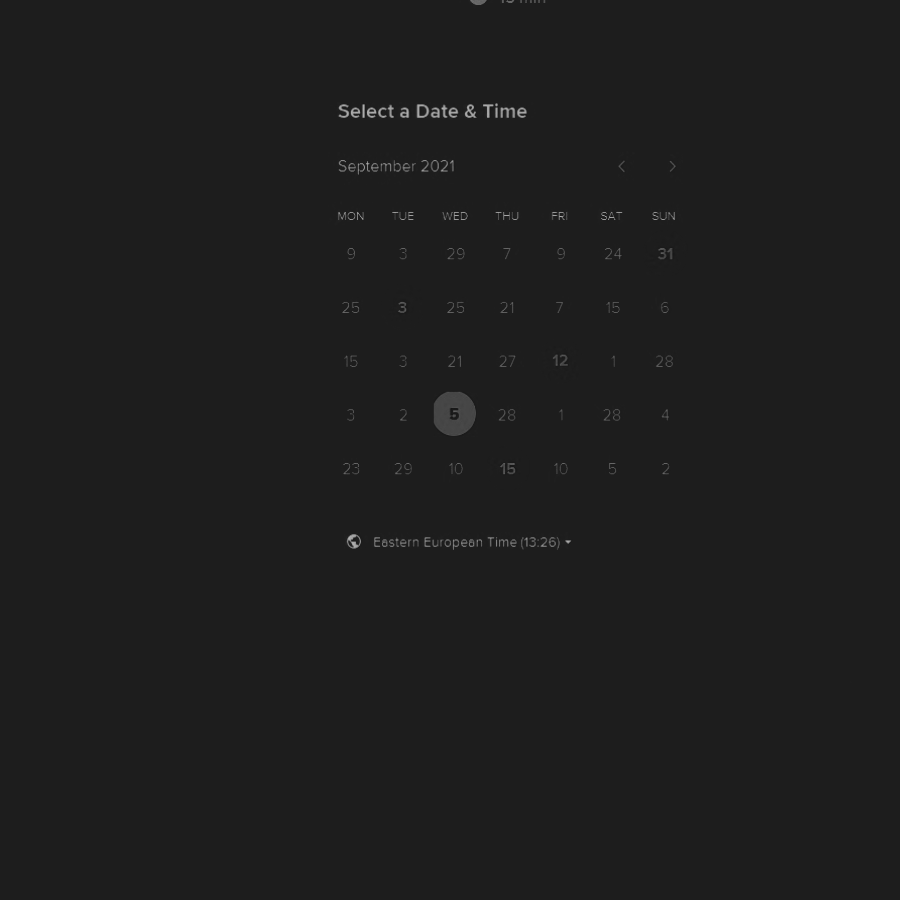 15 min
Select a Date & Time
September 2021
MON TUE WED THU FRI SAT SUN
9 3 29 7 9 24 31
25 3 25 21 7 15 6
15 3 21 27 12 1 28
3 2 5 28 1 28 4
23 29 10 15 10 5 2
Eastern European Time (13:26)